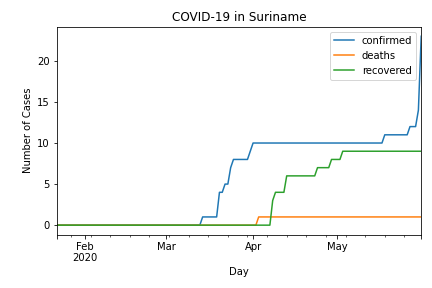 COVID-19 in Suriname
confirmed
deaths
recovered
Number of Cases
20
15
10
5
0
Feb
2020
Mar
Apr
May
Day